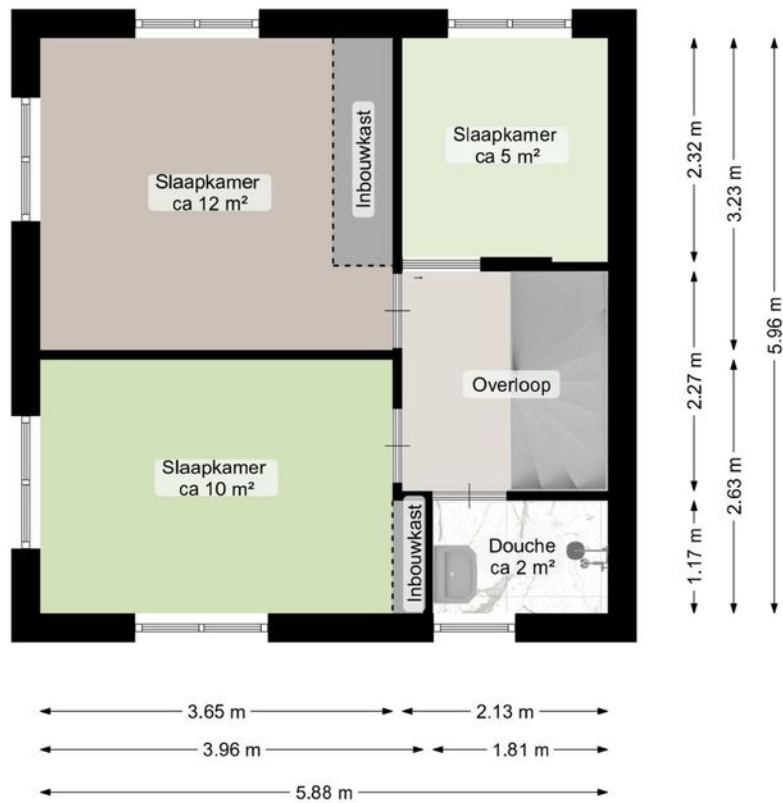 Slaapkamer
ca 12 m²
Inbouwkast
Slaapkamer
ca 5 m²
Overloop
Slaapkamer
ca 10 m²
Inbouwkast
Douche
ca 2 m²
2.32 m
3.23 m
5.96 m
2.27 m
2.63 m
1.17 m
3.65 m
2.13 m
3.96 m
1.81 m
5.88 m